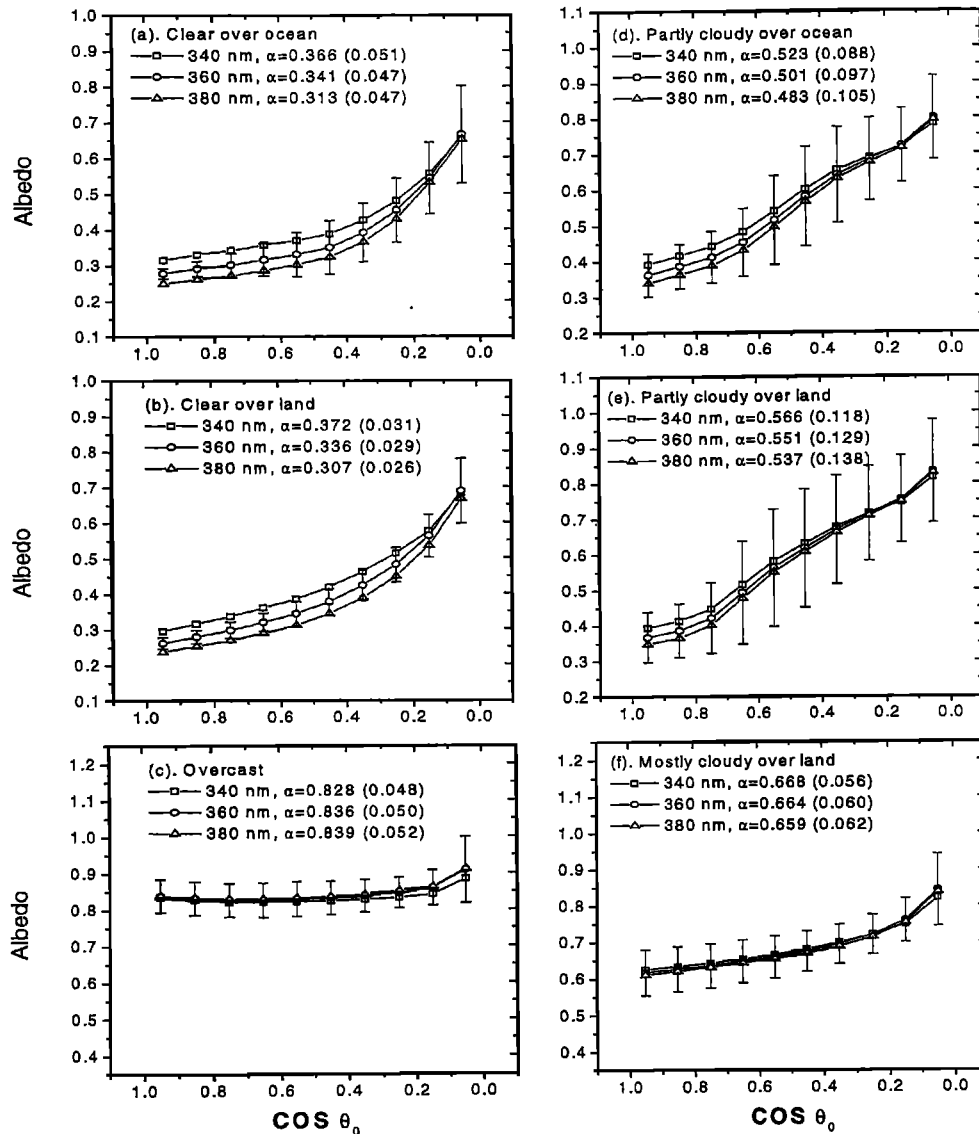 (a). Clear over ocean
340 nm, α=0.366 (0.051)
360 nm, α=0.341 (0.047)
380 nm, α=0.313 (0.047)
Albedo
1.0
0.9
0.8
0.7
0.6
0.5
0.4
0.3
0.2
0.1
1.0 0.8 0.6 0.4 0.2 0.0
(d). Partly cloudy over ocean
340 nm, α=0.523 (0.088)
360 nm, α=0.501 (0.097)
380 nm, α=0.483 (0.105)
1.1
1.0
0.9
0.8
0.7
0.6
0.5
0.4
0.3
0.2
1.0 0.8 0.6 0.4 0.2 0.0
(b). Clear over land
340 nm, α=0.372 (0.031)
360 nm, α=0.336 (0.029)
380 nm, α=0.307 (0.026)
Albedo
1.0
0.9
0.8
0.7
0.6
0.5
0.4
0.3
0.2
0.1
1.0 0.8 0.6 0.4 0.2 0.0
(e). Partly cloudy over land
340 nm, α=0.566 (0.118)
360 nm, α=0.551 (0.129)
380 nm, α=0.537 (0.138)
1.1
1.0
0.9
0.8
0.7
0.6
0.5
0.4
0.3
0.2
1.0 0.8 0.6 0.4 0.2 0.0
(c). Overcast
340 nm, α=0.828 (0.048)
360 nm, α=0.836 (0.050)
380 nm, α=0.839 (0.052)
Albedo
1.2
1.1
1.0
0.9
0.8
0.7
0.6
0.5
0.4
1.0 0.8 0.6 0.4 0.2 0.0
COS θ₀
(f). Mostly cloudy over land
340 nm, α=0.668 (0.056)
360 nm, α=0.664 (0.060)
380 nm, α=0.659 (0.062)
1.2
1.1
1.0
0.9
0.8
0.7
0.6
0.5
0.4
1.0 0.8 0.6 0.4 0.2 0.0
COS θ₀